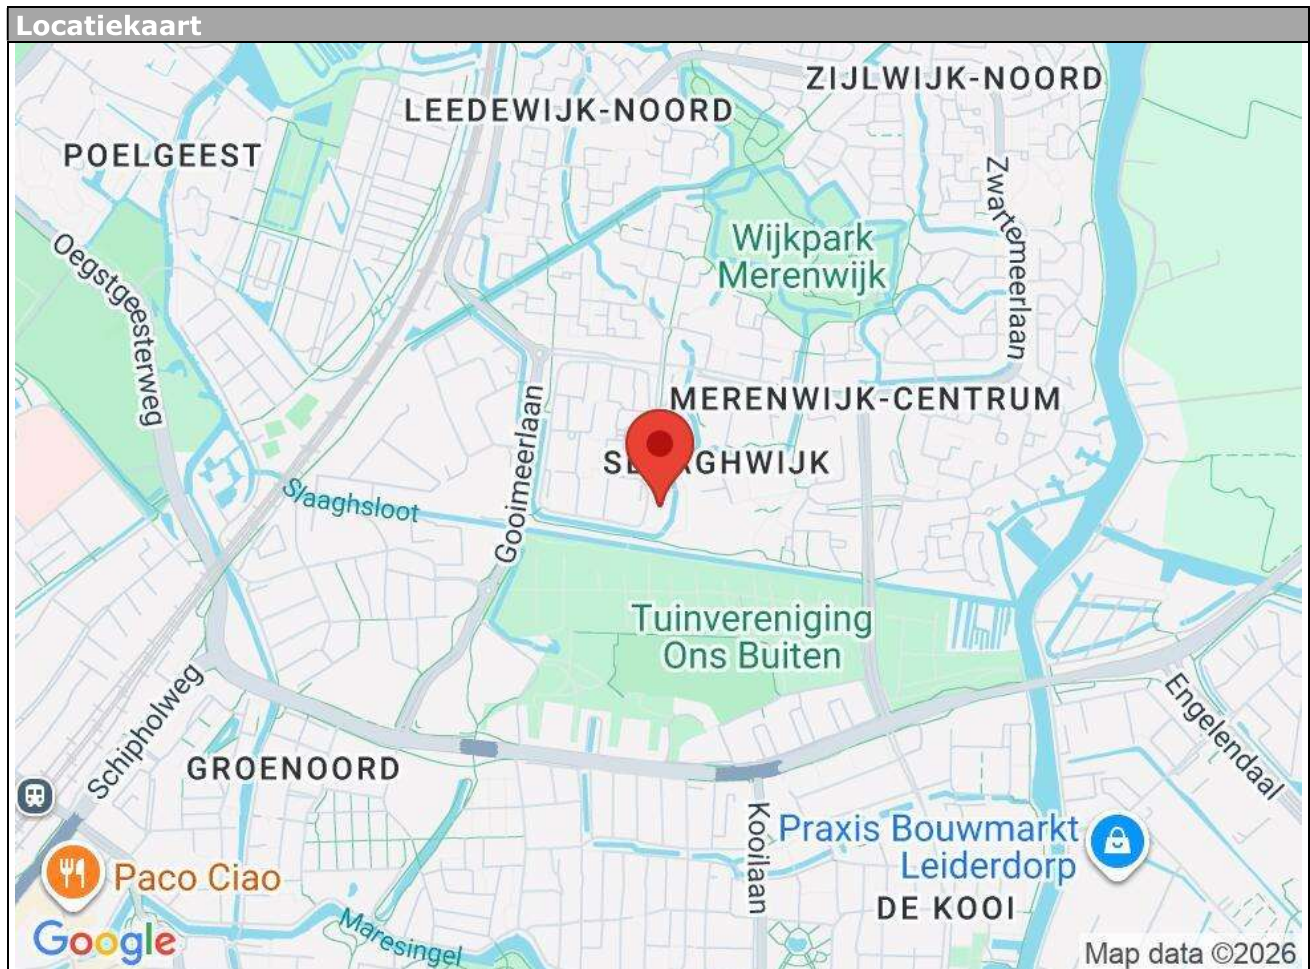 Locatiekaart
ZIJLWIJK-NOORD
LEEDEWIJK-NOORD
POELGEEST
Zwartemeerlaan
Wijkpark
Merenwijk
Oegstgeesterweg
MERENWIJK-CENTRUM
Gooimeerlaan
Slaaghsloot
Tuinvereniging
Ons Buiten
Schipholweg
Engelendaal
GROENOORD
Kooilaan
Praxis Bouwmarkt
Leiderdorp
Paco Ciao
DE KOOI
Maresingel
Google
Map data ©2026